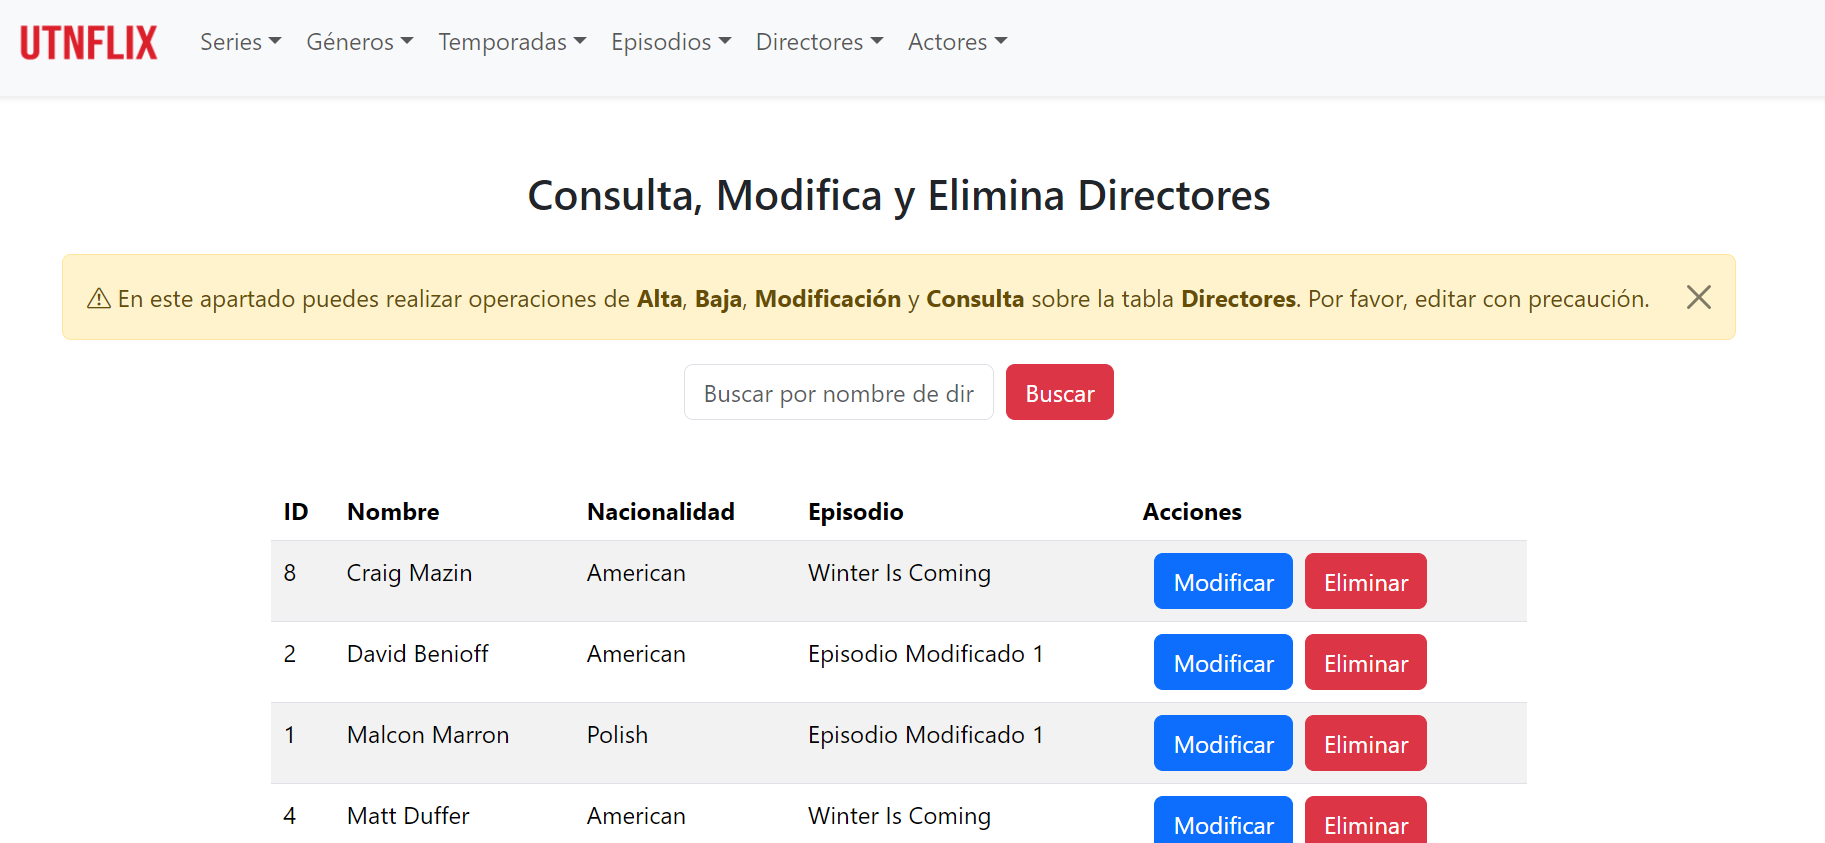 UTNFLIX Series Géneros Temporadas Episodios Directores Actores
Consulta, Modifica y Elimina Directores
En este apartado puedes realizar operaciones de Alta, Baja, Modificación y Consulta sobre la tabla Directores. Por favor, editar con precaución.
Buscar por nombre de dir Buscar
ID Nombre Nacionalidad Episodio Acciones
8 Craig Mazin American Winter Is Coming Modificar Eliminar
2 David Benioff American Episodio Modificado 1 Modificar Eliminar
1 Malcon Marron Polish Episodio Modificado 1 Modificar Eliminar
4 Matt Duffer American Winter Is Coming Modificar Eliminar